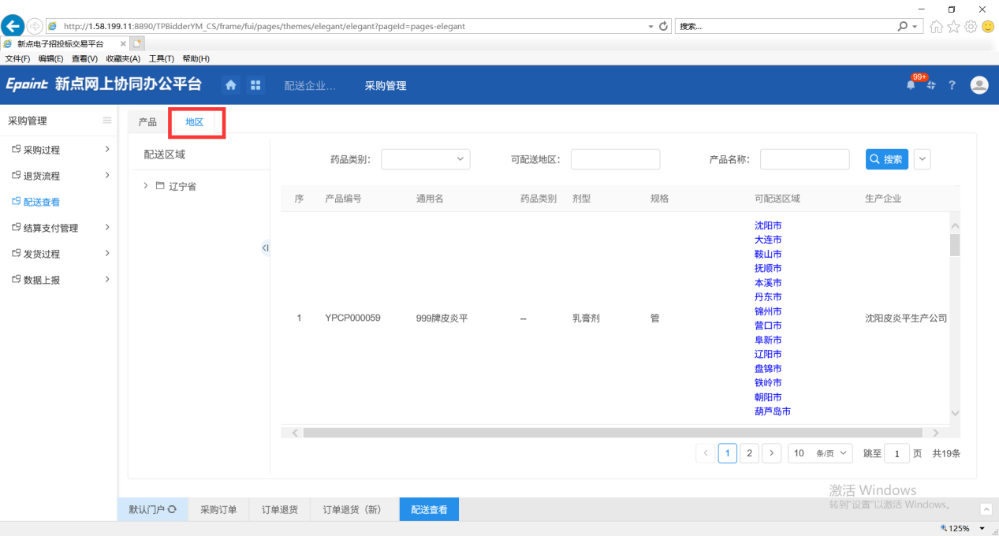 http://1.58.199.11:8890/TPBidderYM_CS/frame/fui/pages/themes/elegant/elegant?pageId=pages-elegant
搜索...
新点电子招投标交易平台
文件(F) 编辑(E) 查看(V) 收藏夹(A) 工具(T) 帮助(H)
Epoint 新点网上协同办公平台
配送企业...
采购管理
99+
采购管理
采购过程
退货流程
配送查看
结算支付管理
发货过程
数据上报
产品
地区
配送区域
辽宁省
药品类别：
可配送地区：
产品名称：
搜索
序 产品编号 通用名 药品类别 剂型 规格 可配送区域 生产企业
沈阳市
大连市
鞍山市
抚顺市
本溪市
丹东市
锦州市
营口市
阜新市
辽阳市
盘锦市
铁岭市
朝阳市
葫芦岛市
1 YPCP000059 999牌皮炎平 -- 乳膏剂 管 沈阳皮炎平生产公司
1 2 10 条/页 跳至 1 页 共19条
激活 Windows
转到"设置"以激活 Windows。
默认门户 采购订单 订单退货 订单退货（新） 配送查看
125%